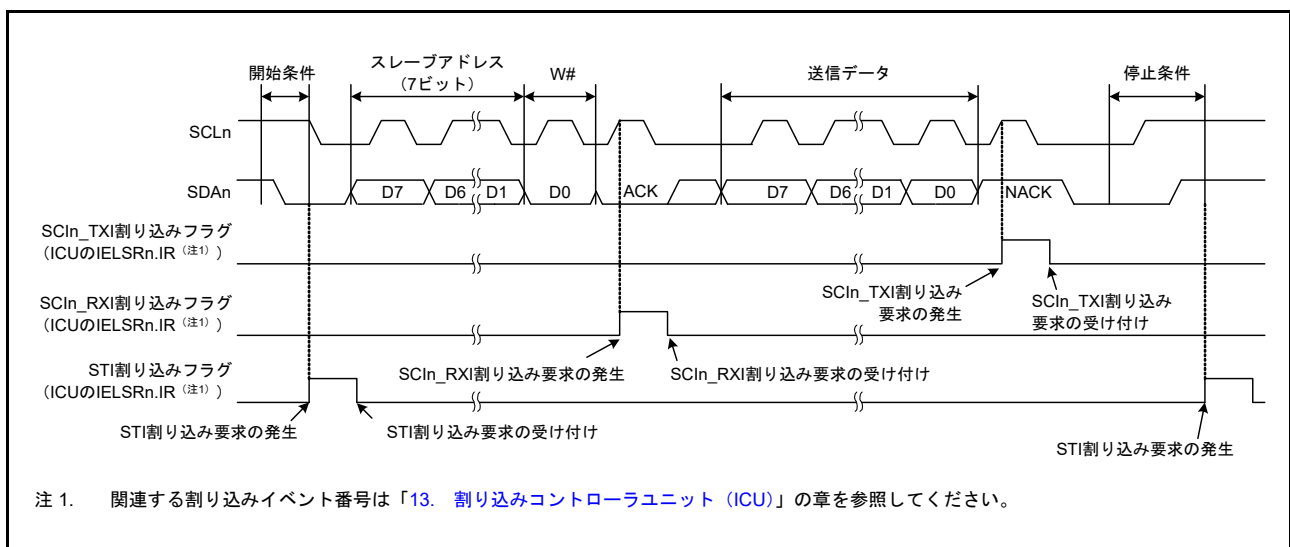 開始条件
スレーブアドレス
(7ビット)
W#
送信データ
停止条件
SCLn
SDAn
D7
D6
D1
D0
ACK
D7
D6
D1
D0
NACK
SCIn_TXI割り込みフラグ
(ICUのIELSRn.IR (注1) )
SCIn_TXI割り込み
要求の発生
SCIn_TXI割り込み
要求の受け付け
SCIn_RXI割り込みフラグ
(ICUのIELSRn.IR (注1) )
SCIn_RXI割り込み要求の発生
SCIn_RXI割り込み要求の受け付け
STI割り込みフラグ
(ICUのIELSRn.IR (注1) )
STI割り込み要求の発生
STI割り込み要求の受け付け
STI割り込み要求の発生
注 1. 関連する割り込みイベント番号は「13. 割り込みコントローラユニット（ICU）」の章を参照してください。